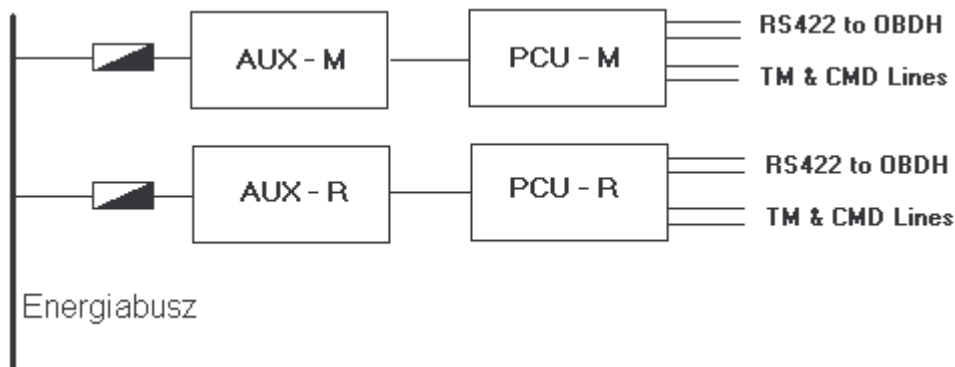 RS422 to OBDH
AUX - M
PCU - M
TM & CMD Lines
RS422 to OBDH
AUX - R
PCU - R
TM & CMD Lines
Energiabusz